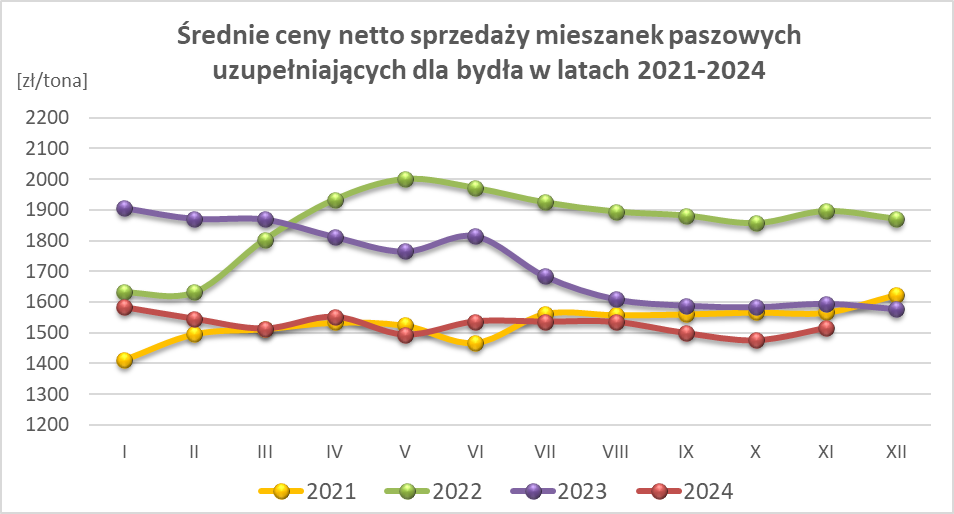 Średnie ceny netto sprzedaży mieszanek paszowych
uzupełniających dla bydła w latach 2021-2024
[zł/tona]
2200
2100
2000
1900
1800
1700
1600
1500
1400
1300
1200
I II III IV V VI VII VIII IX X XI XII
2021 2022 2023 2024